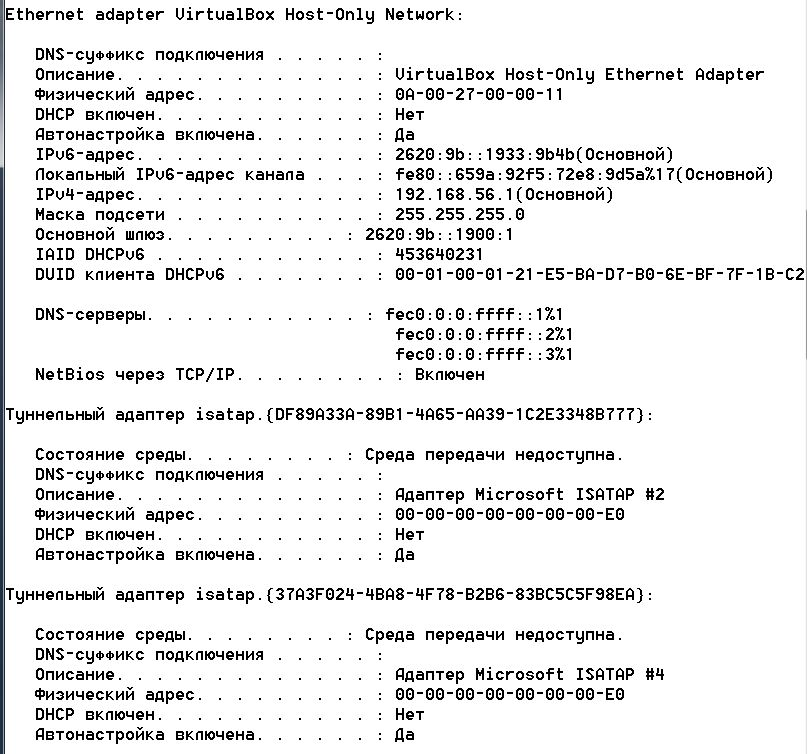 Ethernet adapter VirtualBox Host-Only Network:
DNS-суффикс подключения . . . . . :
Описание. . . . . . . . . . . . . : VirtualBox Host-Only Ethernet Adapter
Физический адрес. . . . . . . . . : 0A-00-27-00-00-11
DHCP включен. . . . . . . . . . . : Нет
Автонастройка включена. . . . . . : Да
IPv6-адрес. . . . . . . . . . . . : 2620:9b::1933:9b4b(Основной)
Локальный IPv6-адрес канала . . . : fe80::659a:92f5:72e8:9d5a%17(Основной)
IPv4-адрес. . . . . . . . . . . . : 192.168.56.1(Основной)
Маска подсети . . . . . . . . . . : 255.255.255.0
Основной шлюз. . . . . . . . . : 2620:9b::1900:1
IAID DHCPv6 . . . . . . . . . . . : 453640231
DUID клиента DHCPv6 . . . . . . . : 00-01-00-01-21-E5-BA-D7-B0-6E-BF-7F-1B-C2
DNS-серверы. . . . . . . . . . . : fec0:0:0:ffff::1%1
fec0:0:0:ffff::2%1
fec0:0:0:ffff::3%1
NetBios через TCP/IP. . . . . . . . : Включен
Туннельный адаптер isatap.{DF89A33A-89B1-4A65-AA39-1C2E3348B777}:
Состояние среды. . . . . . . . : Среда передачи недоступна.
DNS-суффикс подключения . . . . . :
Описание. . . . . . . . . . . . . : Адаптер Microsoft ISATAP #2
Физический адрес. . . . . . . . . : 00-00-00-00-00-00-00-E0
DHCP включен. . . . . . . . . . . : Нет
Автонастройка включена. . . . . . : Да
Туннельный адаптер isatap.{37A3F024-4BA8-4F78-B2B6-83BC5C5F98EA}:
Состояние среды. . . . . . . . : Среда передачи недоступна.
DNS-суффикс подключения . . . . . :
Описание. . . . . . . . . . . . . : Адаптер Microsoft ISATAP #4
Физический адрес. . . . . . . . . : 00-00-00-00-00-00-00-E0
DHCP включен. . . . . . . . . . . : Нет
Автонастройка включена. . . . . . : Да